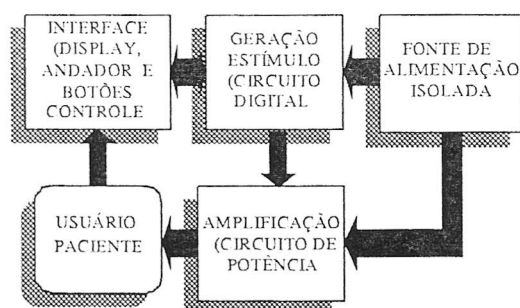 INTERFACE
(DISPLAY,
ANDADOR E
BOTÕES
CONTROLE
GERAÇÃO
ESTÍMULO
(CIRCUITO
DIGITAL
FONTE DE
ALIMENTAÇÃO
ISOLADA
USUÁRIO
PACIENTE
AMPLIFICAÇÃO
(CIRCUITO DE
POTÊNCIA